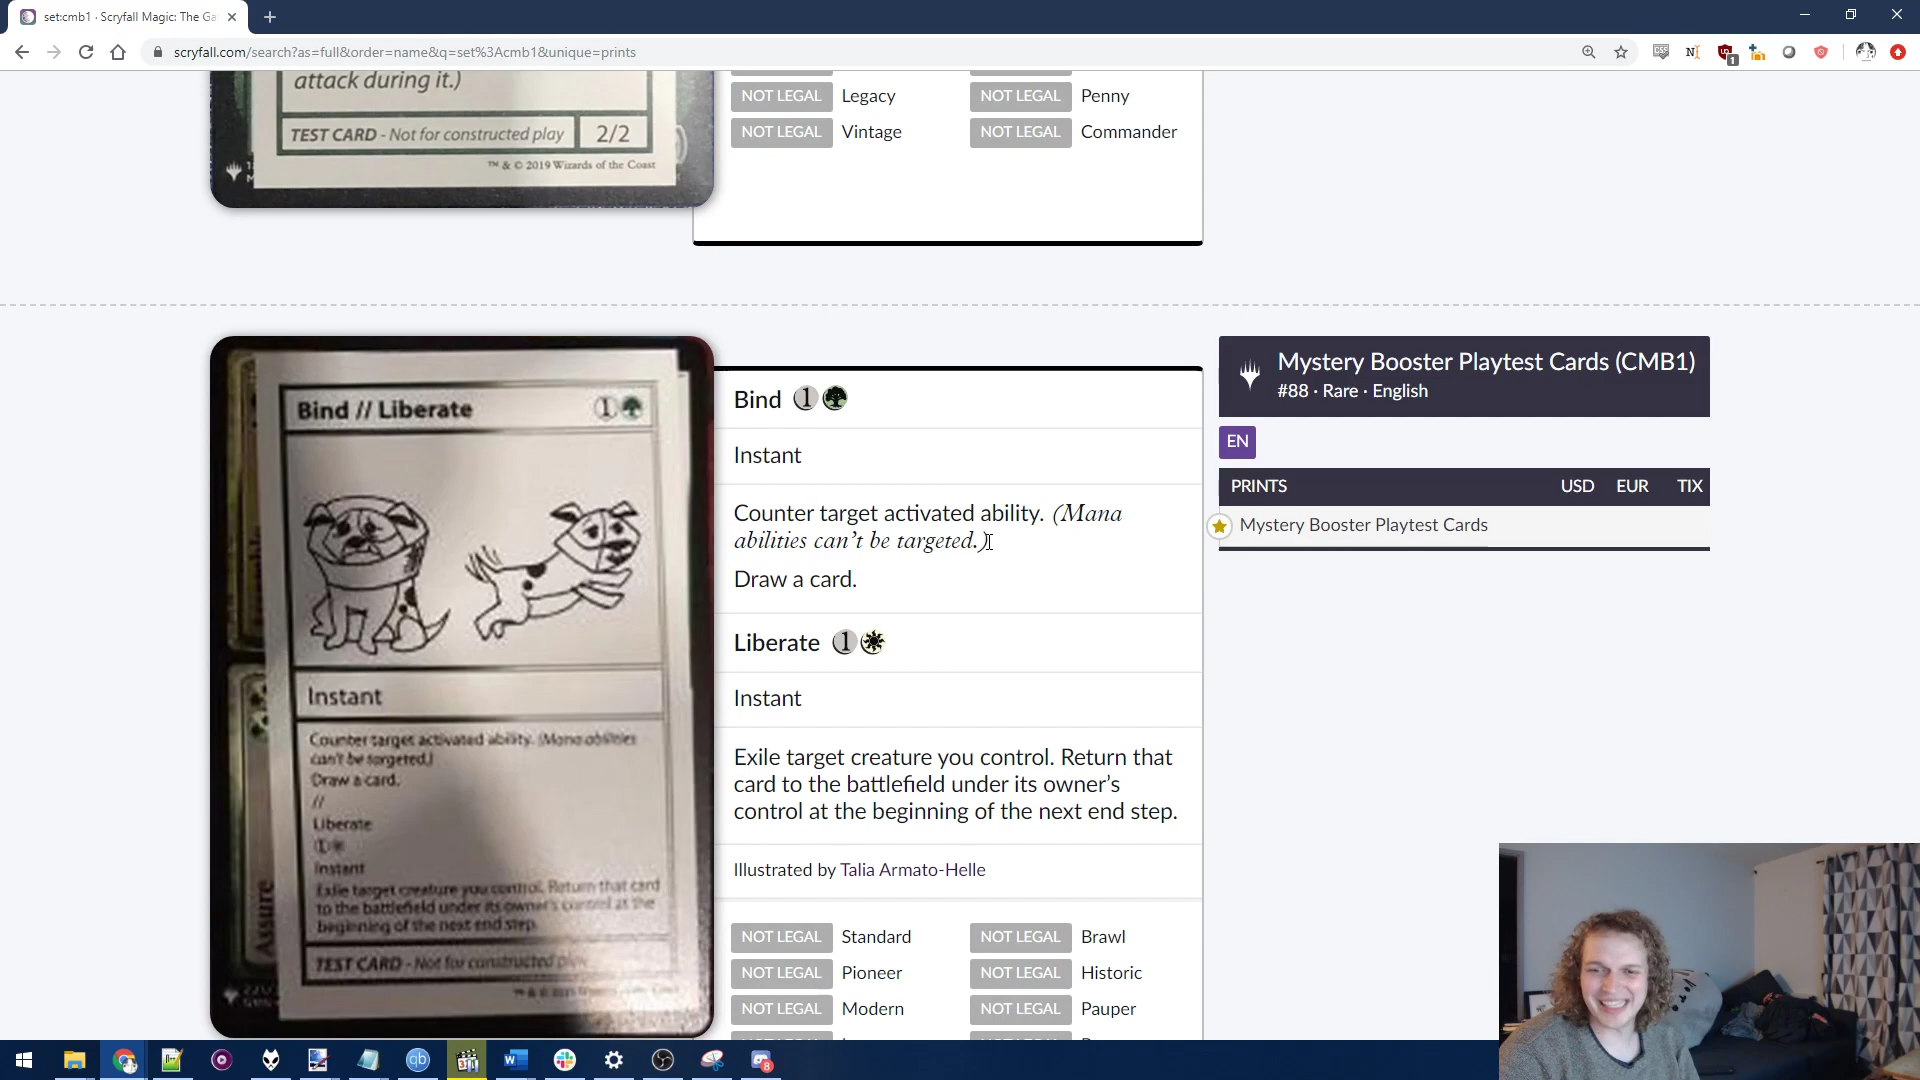 set:cmb1 · Scryfall Magic: The Ga
scryfall.com/search?as=full&order=name&q=set%3Acmb1&unique=prints
attack during it.)
TEST CARD - Not for constructed play 2/2
™ & © 2019 Wizards of the Coast
NOT LEGAL Legacy NOT LEGAL Penny
NOT LEGAL Vintage NOT LEGAL Commander
Bind // Liberate 1
Instant
Counter target activated ability. (Mana abilities
can't be targeted.)
Draw a card.
//
Liberate
1
Instant
Exile target creature you control. Return that card
to the battlefield under its owner's control at the
beginning of the next end step.
TEST CARD - Not for constructed play
Assure
Bind 1
Instant
Counter target activated ability. (Mana
abilities can't be targeted.)
Draw a card.
Liberate 1
Instant
Exile target creature you control. Return that
card to the battlefield under its owner's
control at the beginning of the next end step.
Illustrated by Talia Armato-Helle
NOT LEGAL Standard NOT LEGAL Brawl
NOT LEGAL Pioneer NOT LEGAL Historic
NOT LEGAL Modern NOT LEGAL Pauper
Mystery Booster Playtest Cards (CMB1)
#88 · Rare · English
EN
PRINTS USD EUR TIX
Mystery Booster Playtest Cards